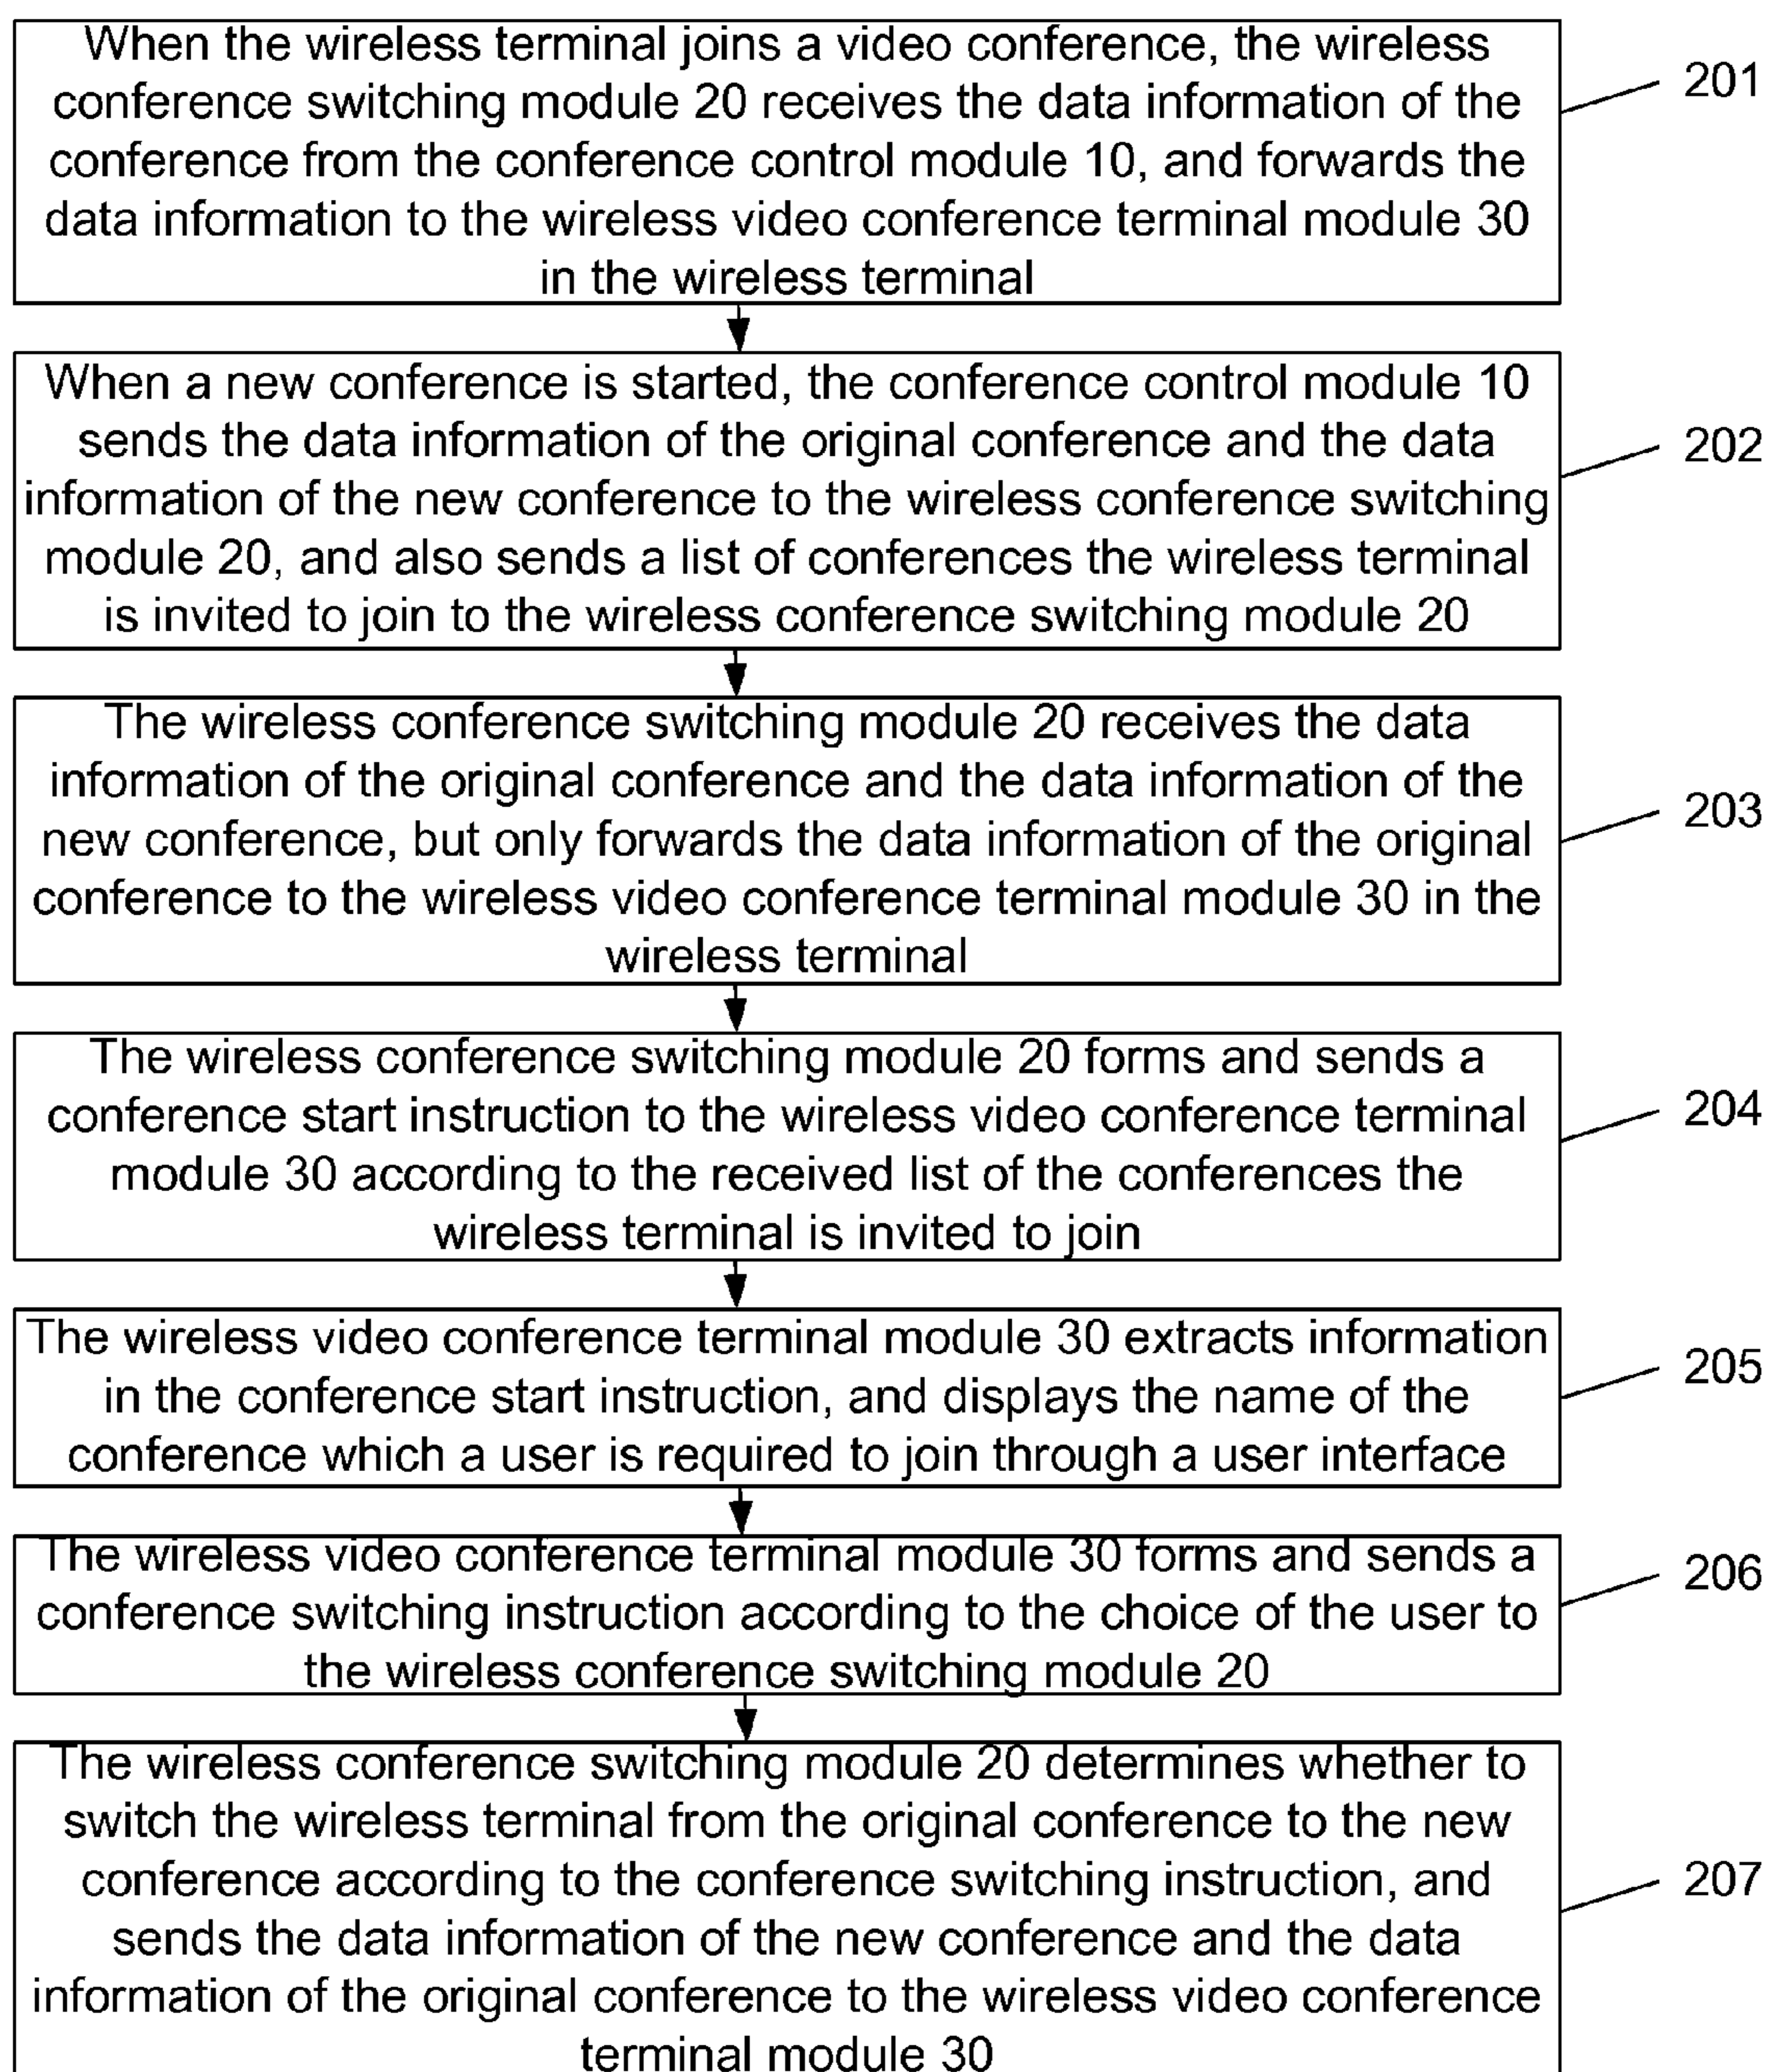 When the wireless terminal joins a video conference, the wireless
conference switching module 20 receives the data information of the
conference from the conference control module 10, and forwards the
data information to the wireless video conference terminal module 30
in the wireless terminal
201
When a new conference is started, the conference control module 10
sends the data information of the original conference and the data
information of the new conference to the wireless conference switching
module 20, and also sends a list of conferences the wireless terminal
is invited to join to the wireless conference switching module 20
202
The wireless conference switching module 20 receives the data
information of the original conference and the data information of the
new conference, but only forwards the data information of the original
conference to the wireless video conference terminal module 30 in the
wireless terminal
203
The wireless conference switching module 20 forms and sends a
conference start instruction to the wireless video conference terminal
module 30 according to the received list of the conferences the
wireless terminal is invited to join
204
The wireless video conference terminal module 30 extracts information
in the conference start instruction, and displays the name of the
conference which a user is required to join through a user interface
205
The wireless video conference terminal module 30 forms and sends a
conference switching instruction according to the choice of the user to
the wireless conference switching module 20
206
The wireless conference switching module 20 determines whether to
switch the wireless terminal from the original conference to the new
conference according to the conference switching instruction, and
sends the data information of the new conference and the data
information of the original conference to the wireless video conference
terminal module 30
207